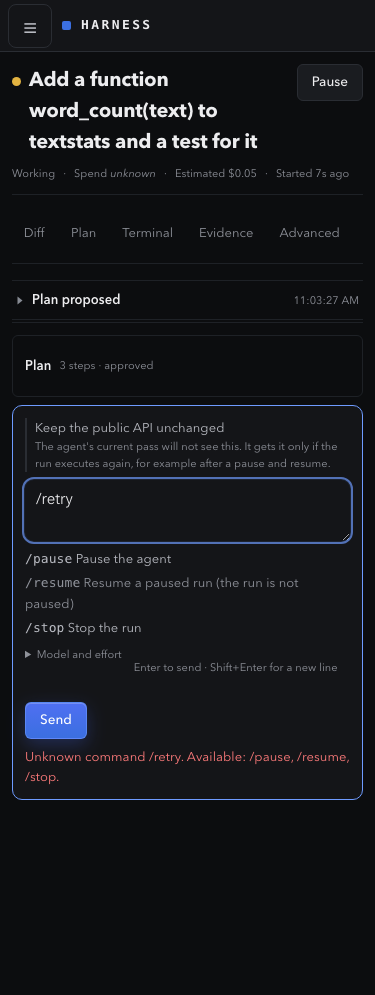 HARNESS
Add a function
word_count(text) to
textstats and a test for it
Pause
Working · Spend unknown · Estimated $0.05 · Started 7s ago
Diff Plan Terminal Evidence Advanced
Plan proposed 11:03:27 AM
Plan 3 steps · approved
Keep the public API unchanged
The agent's current pass will not see this. It gets it only if the
run executes again, for example after a pause and resume.
/retry
/pause Pause the agent
/resume Resume a paused run (the run is not
paused)
/stop Stop the run
Model and effort
Enter to send · Shift+Enter for a new line
Send
Unknown command /retry. Available: /pause, /resume,
/stop.